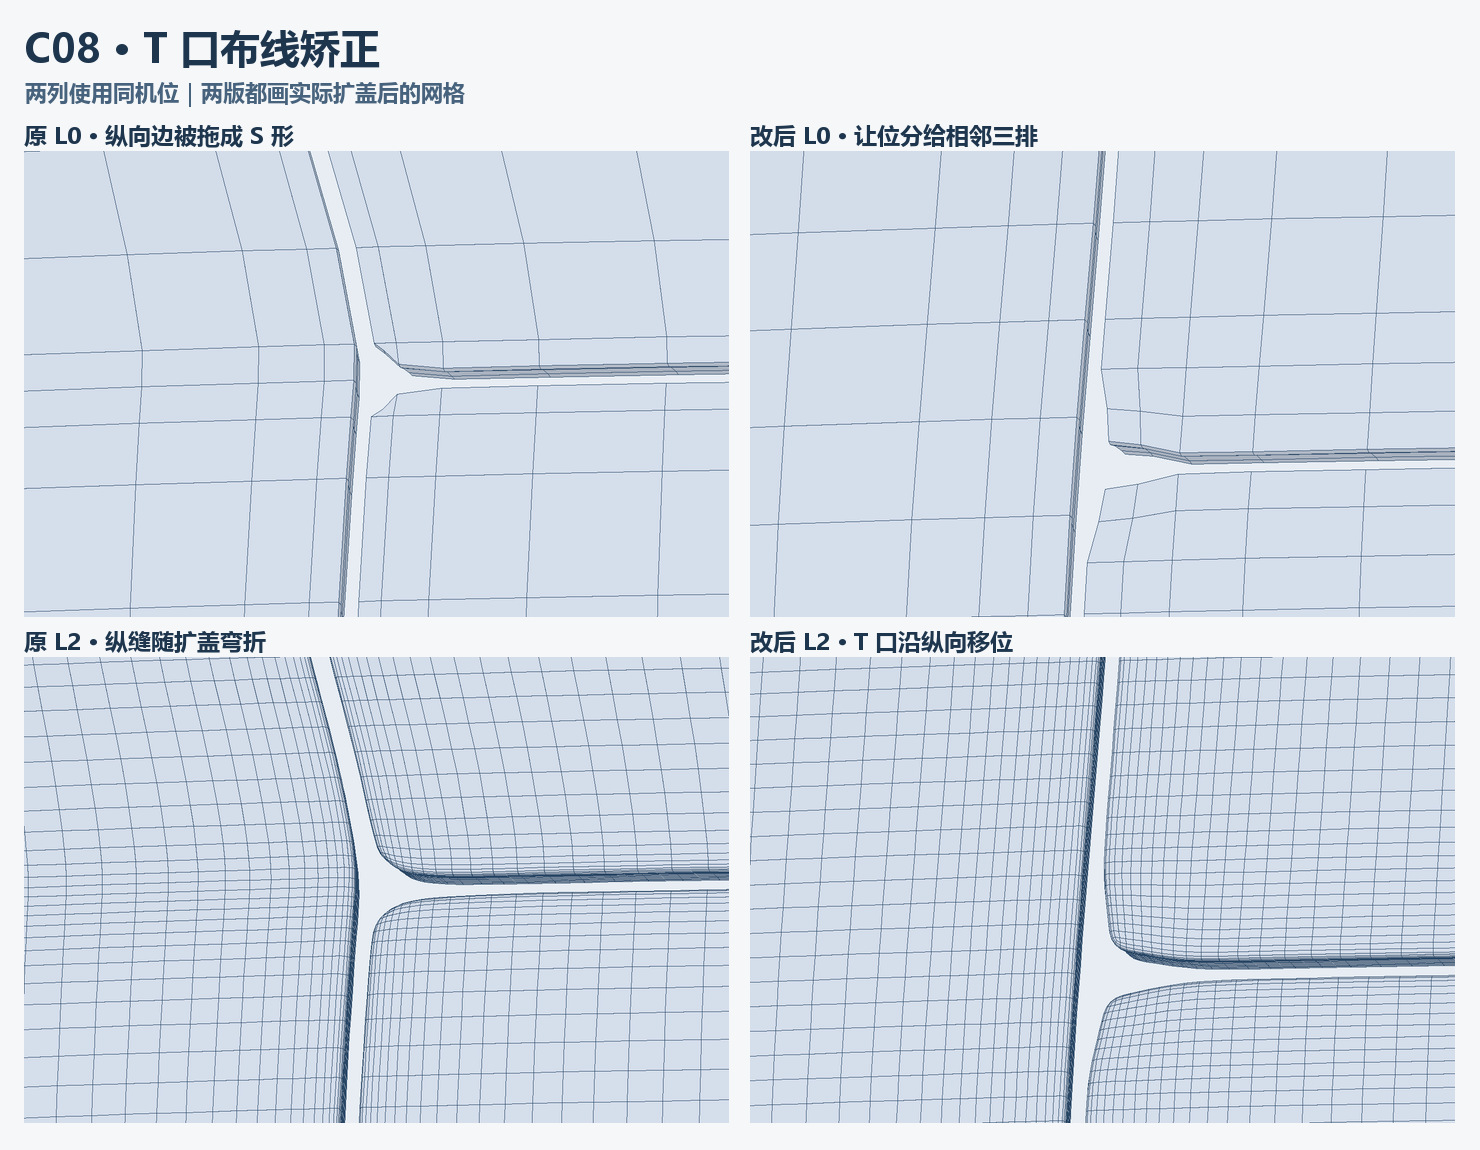 C08 • T 口布线矫正
两列使用同机位 | 两版都画实际扩盖后的网格
原 L0 • 纵向边被拖成 S 形
改后 L0 • 让位分给相邻三排
原 L2 • 纵缝随扩盖弯折
改后 L2 • T 口沿纵向移位